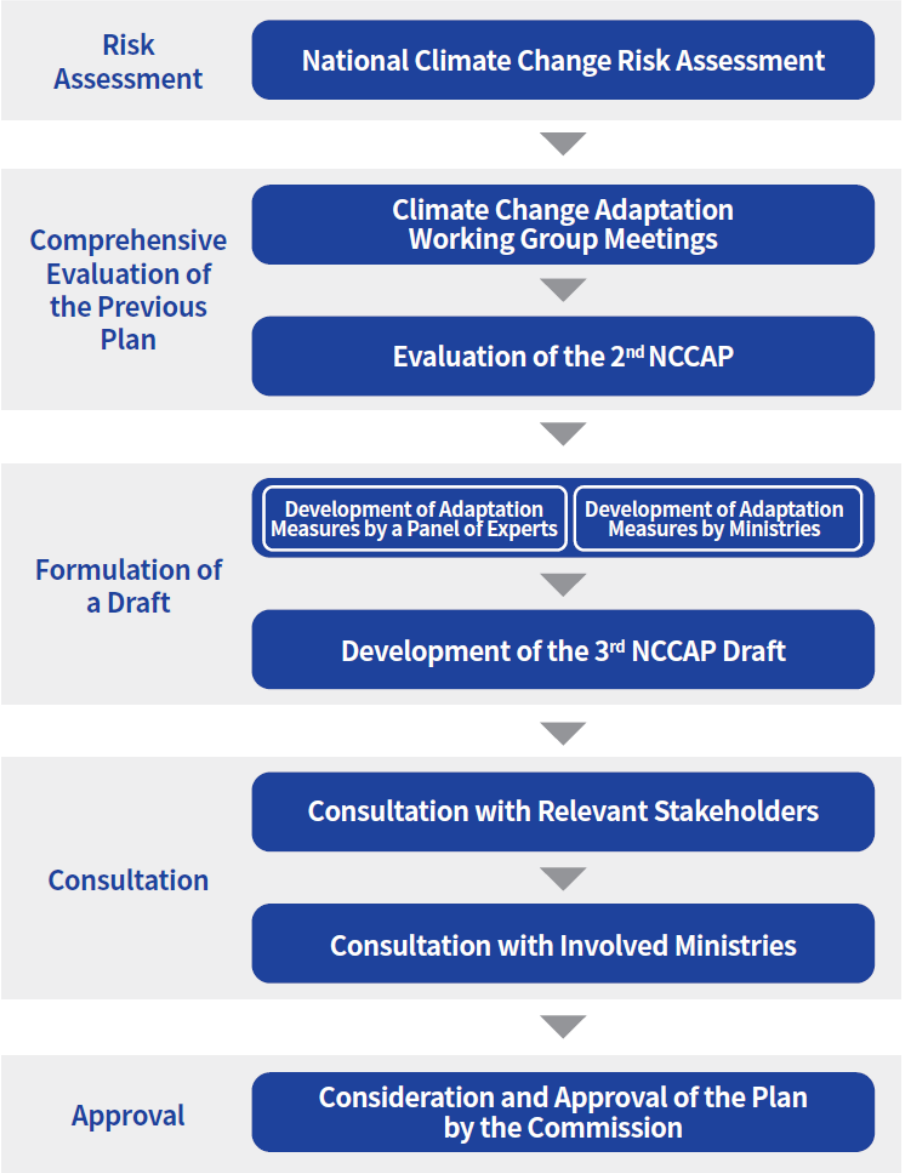 Risk
Assessment
National Climate Change Risk Assessment
Comprehensive
Evaluation of
the Previous
Plan
Climate Change Adaptation
Working Group Meetings
Evaluation of the 2nd NCCAP
Formulation of
a Draft
Development of Adaptation
Measures by a Panel of Experts
Development of Adaptation
Measures by Ministries
Development of the 3rd NCCAP Draft
Consultation
Consultation with Relevant Stakeholders
Consultation with Involved Ministries
Approval
Consideration and Approval of the Plan
by the Commission